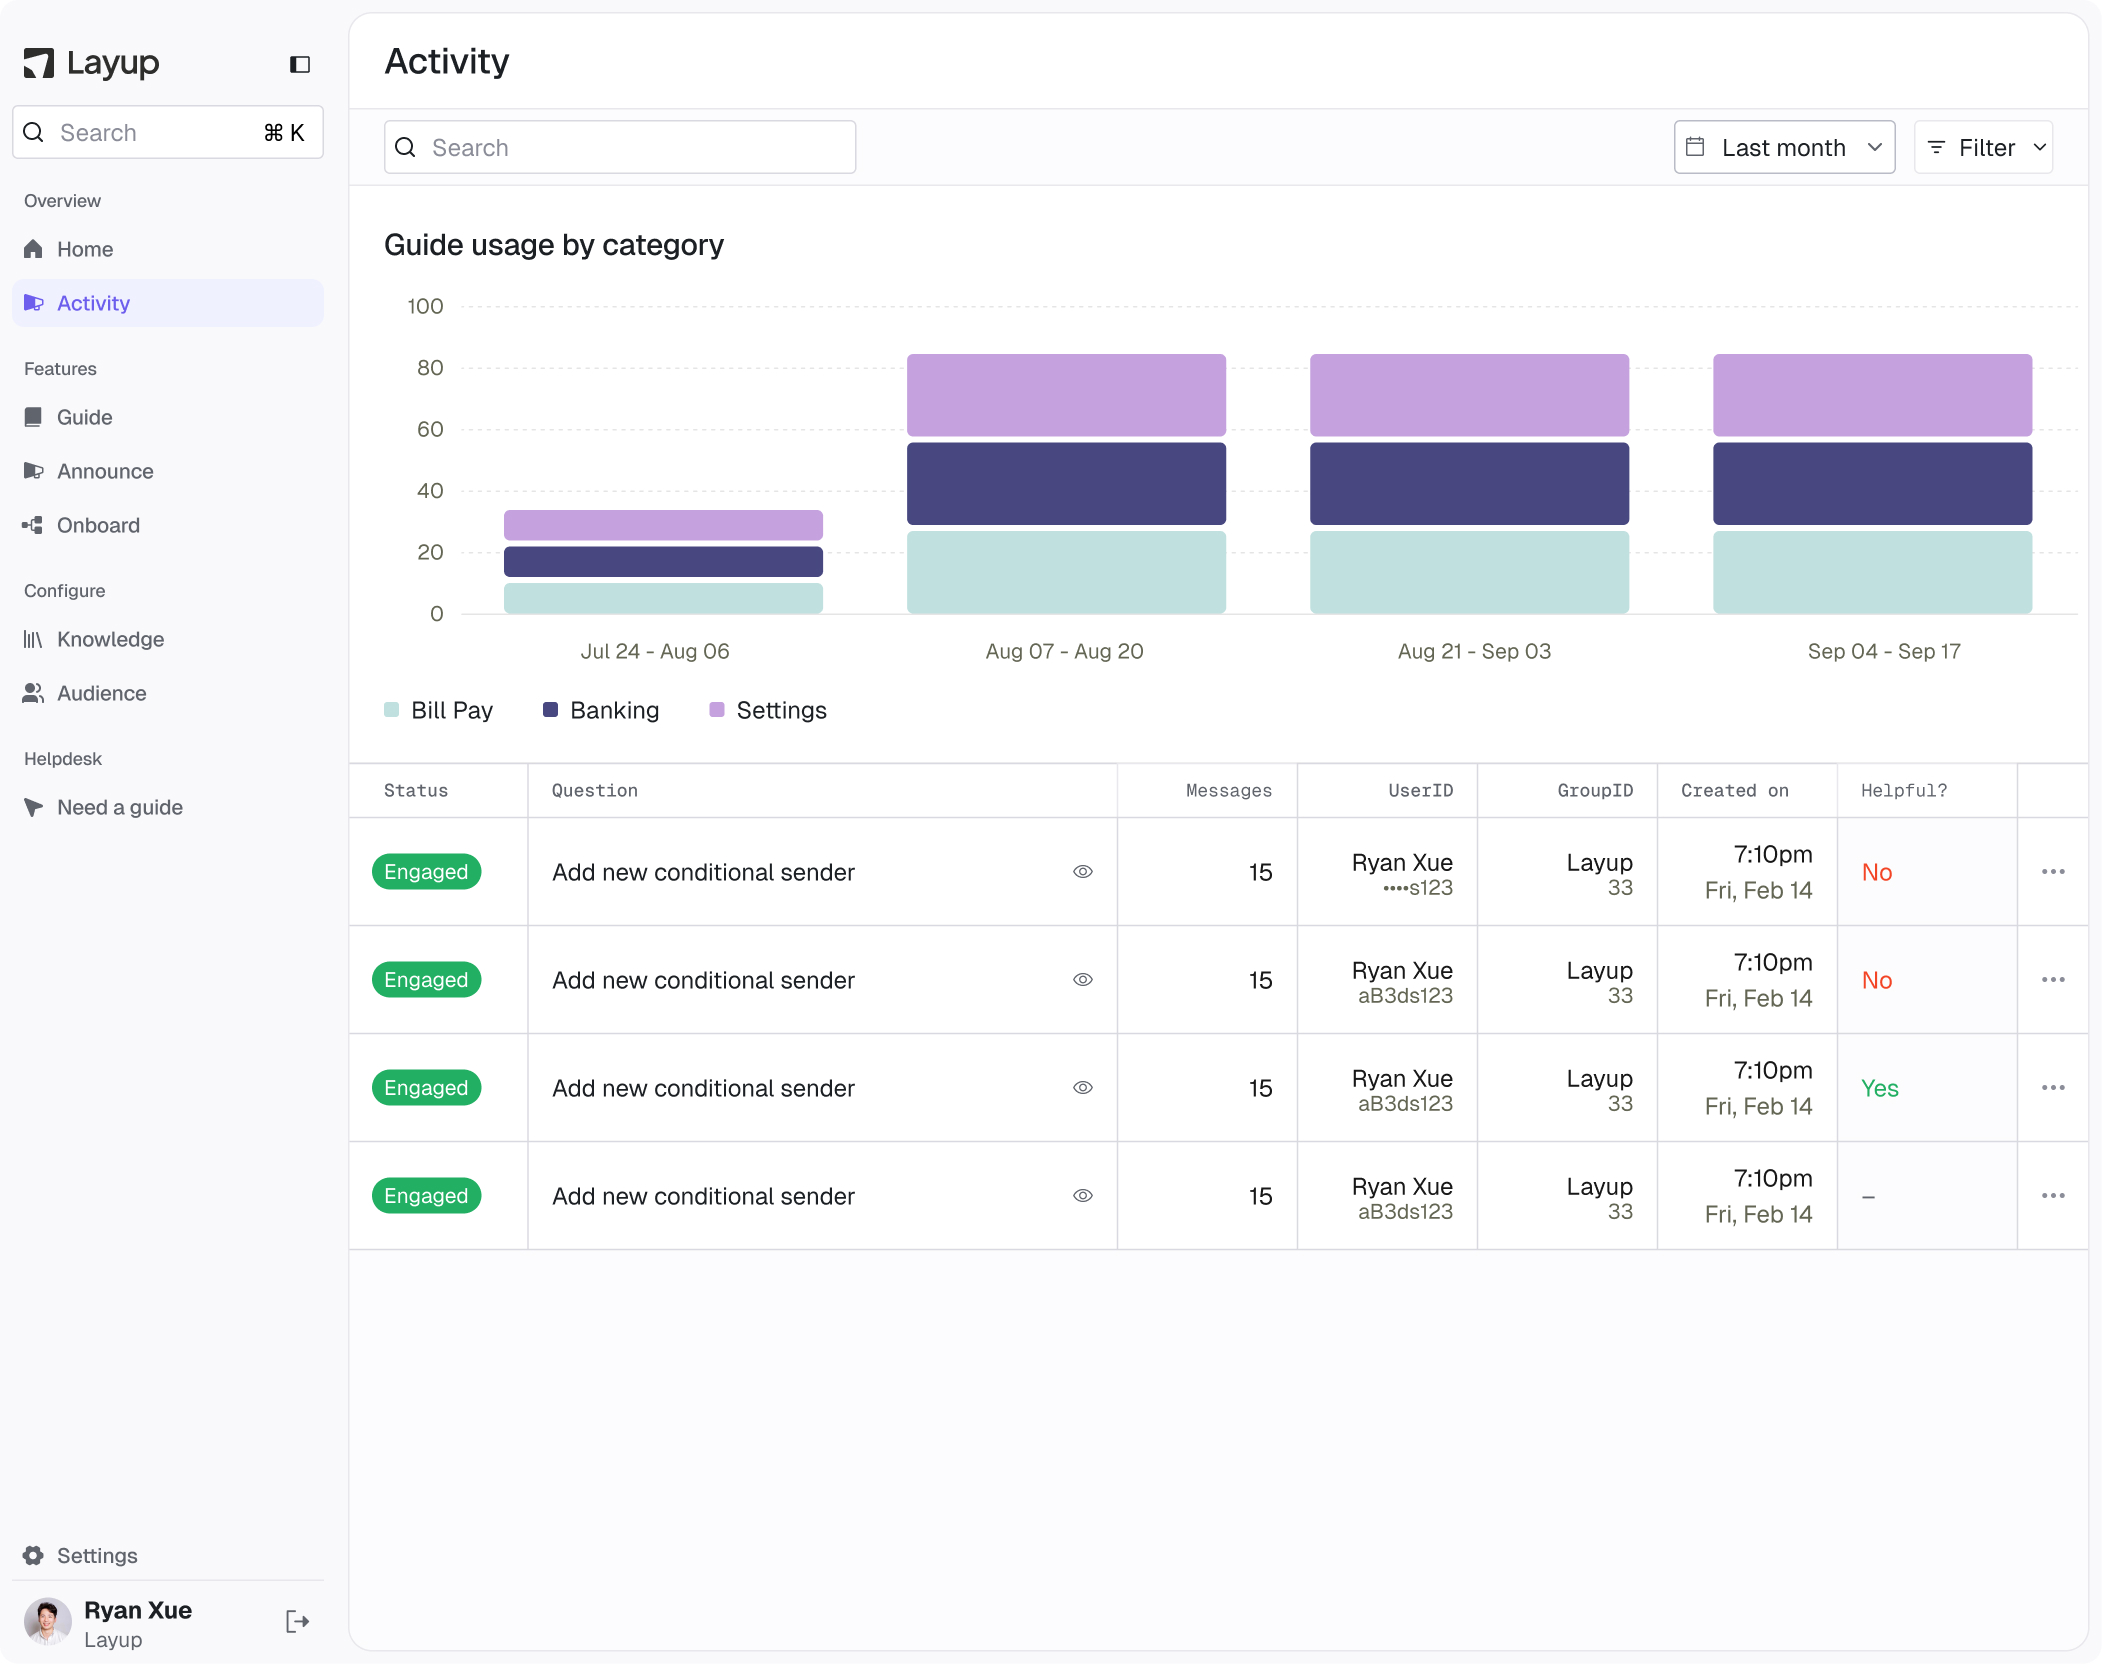 Layup
Search ⌘ K
Overview
Home
Activity
Features
Guide
Announce
Onboard
Configure
Knowledge
Audience
Helpdesk
Need a guide
Settings
Ryan Xue
Layup
Activity
Search
Last month
Filter
Guide usage by category
100
80
60
40
20
0
Jul 24 - Aug 06
Aug 07 - Aug 20
Aug 21 - Sep 03
Sep 04 - Sep 17
Bill Pay
Banking
Settings
Status Question Messages UserID GroupID Created on Helpful?
Engaged Add new conditional sender 15 Ryan Xue Layup 7:10pm No
••••s123 33 Fri, Feb 14
Engaged Add new conditional sender 15 Ryan Xue Layup 7:10pm No
aB3ds123 33 Fri, Feb 14
Engaged Add new conditional sender 15 Ryan Xue Layup 7:10pm Yes
aB3ds123 33 Fri, Feb 14
Engaged Add new conditional sender 15 Ryan Xue Layup 7:10pm –
aB3ds123 33 Fri, Feb 14